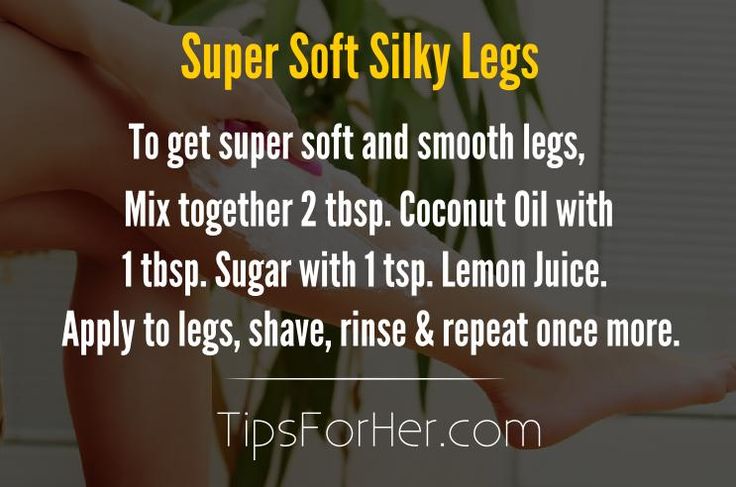 Super Soft Silky Legs
To get super soft and smooth legs,
Mix together 2 tbsp. Coconut Oil with
1 tbsp. Sugar with 1 tsp. Lemon Juice.
Apply to legs, shave, rinse & repeat once more.
TipsForHer.com